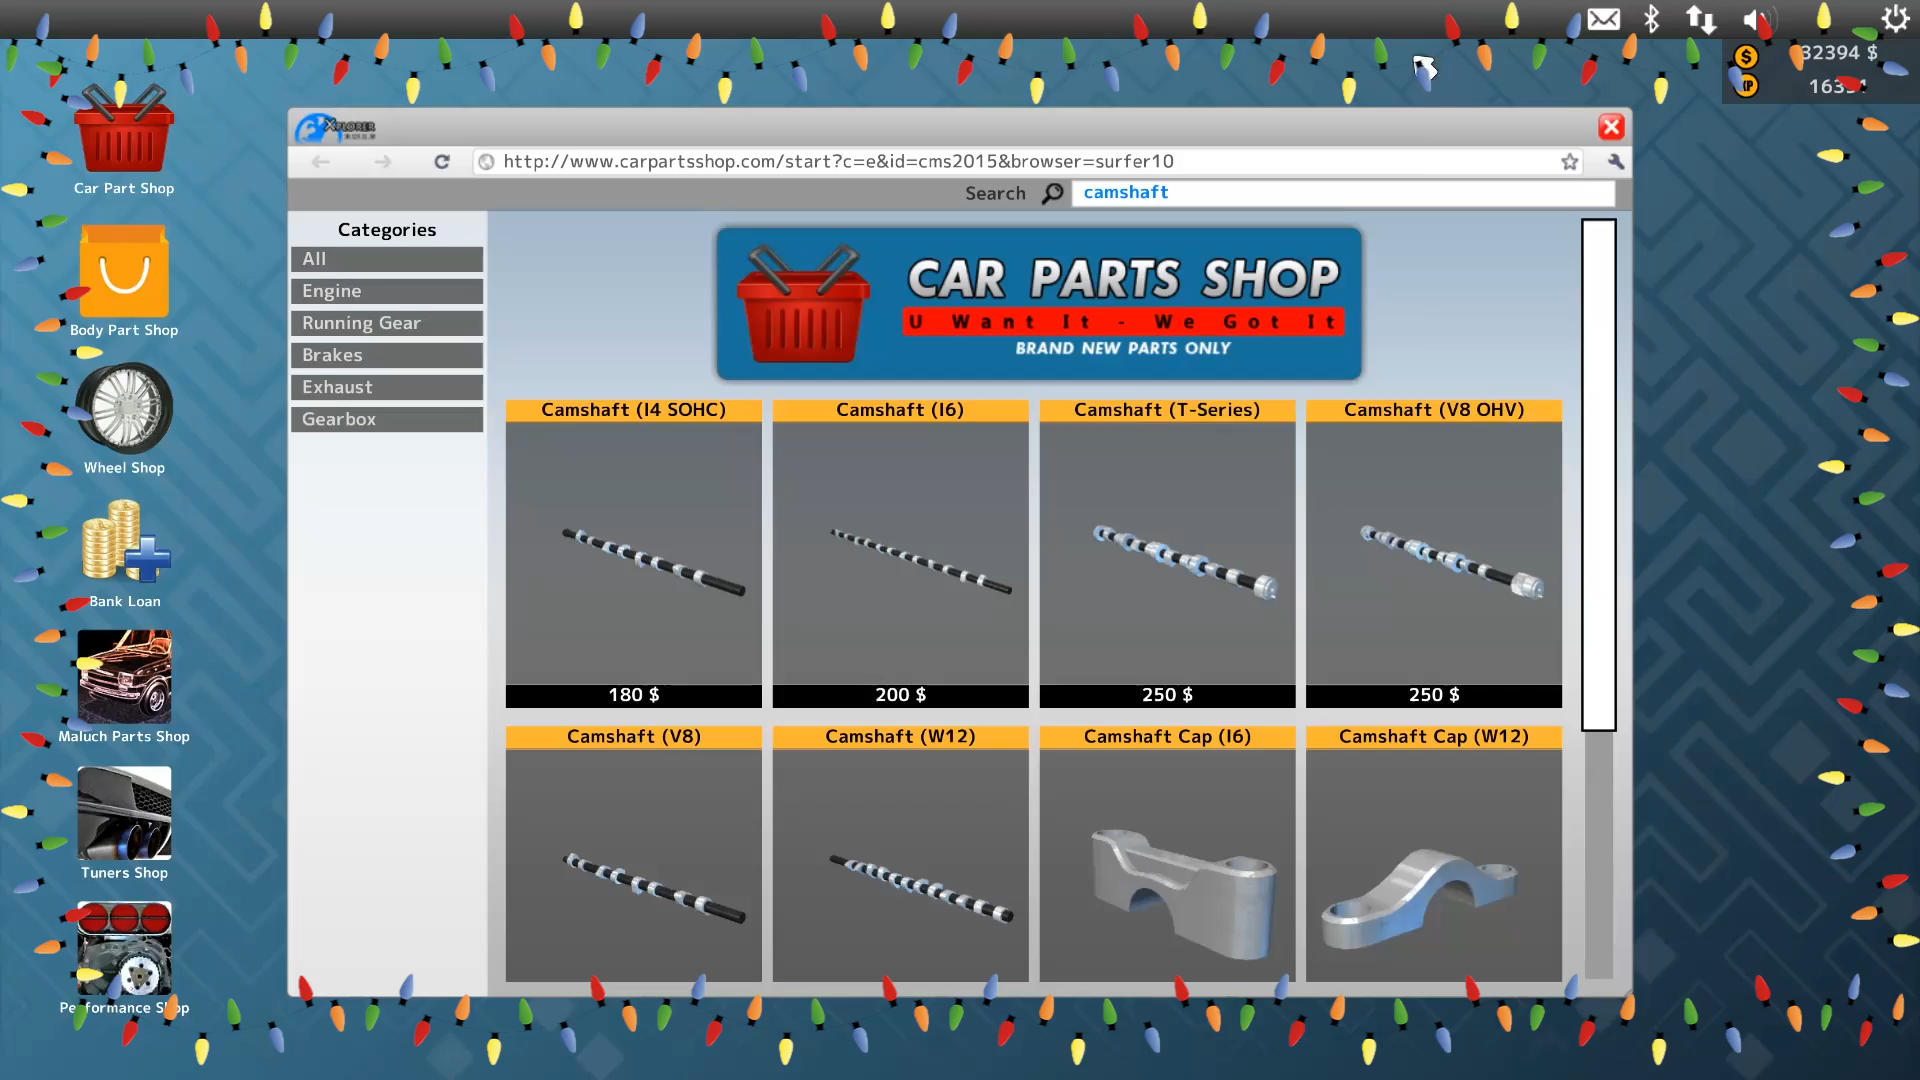 32394 $
Car Part Shop
Body Part Shop
Wheel Shop
Bank Loan
Maluch Parts Shop
Tuners Shop
Performance Shop
XPLORER
http://www.carpartsshop.com/start?c=e&id=cms2015&browser=surfer10
Search camshaft
Categories
All
Engine
Running Gear
Brakes
Exhaust
Gearbox
CAR PARTS SHOP
U Want It - We Got It
BRAND NEW PARTS ONLY
Camshaft (I4 SOHC) Camshaft (I6) Camshaft (T-Series) Camshaft (V8 OHV)
180 $ 200 $ 250 $ 250 $
Camshaft (V8) Camshaft (W12) Camshaft Cap (I6) Camshaft Cap (W12)